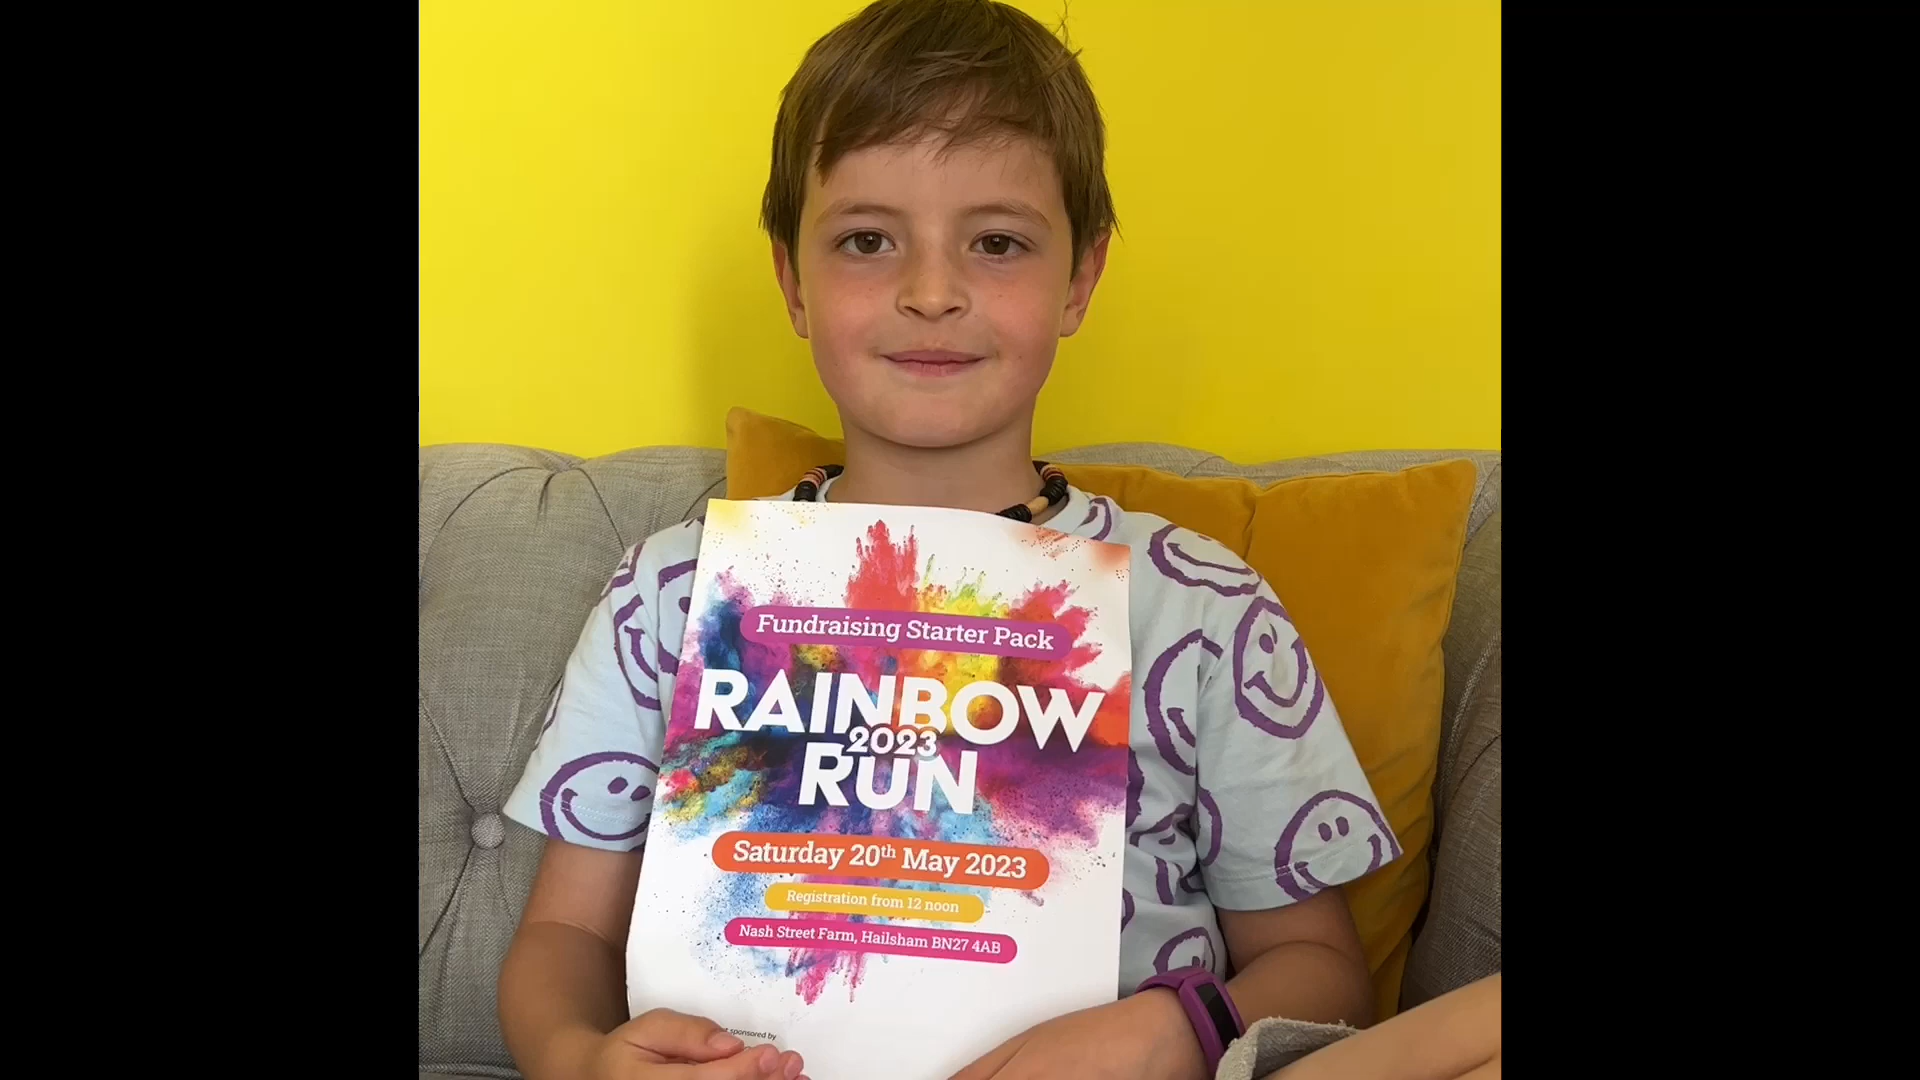 Fundraising Starter Pack
RAINBOW
2023
RUN
Saturday 20th May 2023
Registration from 12 noon
Nash Street Farm, Hailsham BN27 4AB
sponsored by